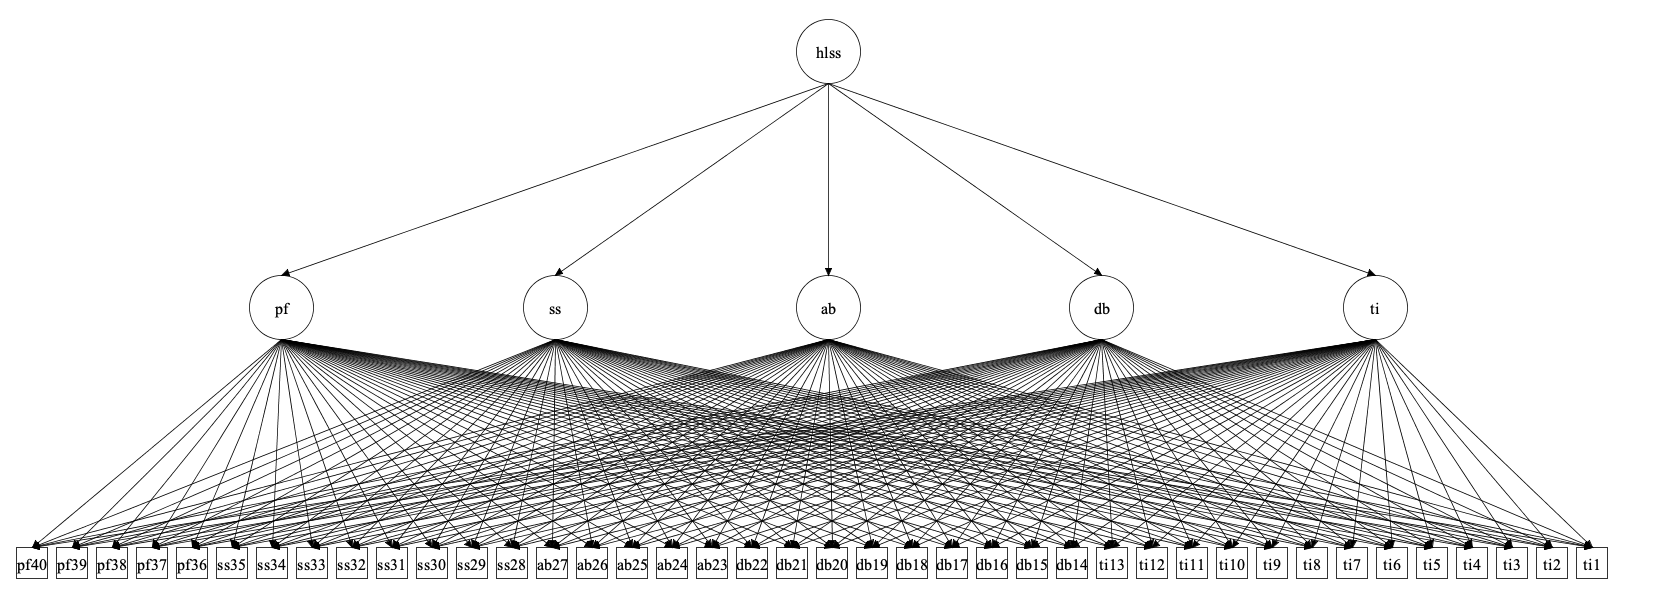 hlss
pf ss ab db ti
pf40 pf39 pf38 pf37 pf36 ss35 ss34 ss33 ss32 ss31 ss30 ss29 ss28 ab27 ab26 ab25 ab24 ab23 db22 db21 db20 db19 db18 db17 db16 db15 db14 ti13 ti12 ti11 ti10 ti9 ti8 ti7 ti6 ti5 ti4 ti3 ti2 ti1